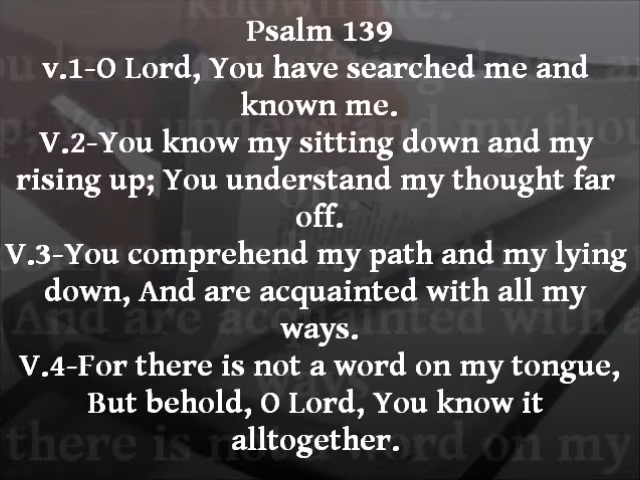 Psalm 139
v.1-O Lord, You have searched me and
known me.
V.2-You know my sitting down and my
rising up; You understand my thought far
off.
V.3-You comprehend my path and my lying
down, And are acquainted with all my
ways.
V.4-For there is not a word on my tongue,
But behold, O Lord, You know it
alltogether.